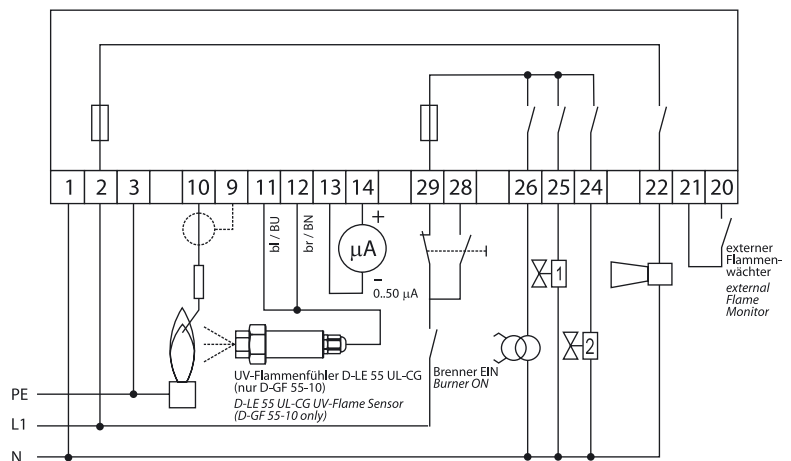 1 2 3 10 9 11 12 13 14 29 28 26 25 24 22 21 20
bl / BU
br / BN
+
µA
−
0..50 µA
1
2
externer
Flammen-
wächter
external
Flame
Monitor
UV-Flammenfühler D-LE 55 UL-CG
(nur D-GF 55-10)
D-LE 55 UL-CG UV-Flame Sensor
(D-GF 55-10 only)
Brenner EIN
Burner ON
PE
L1
N